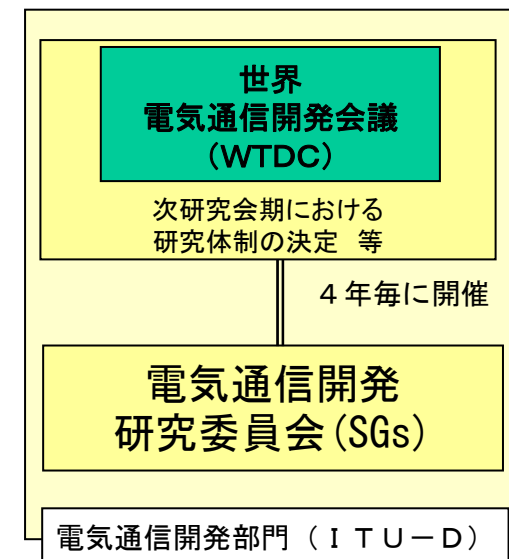 世界
電気通信開発会議
(ＷＴＤＣ)
次研究会期における
研究体制の決定　等
４年毎に開催
電気通信開発
研究委員会(SGs)
電気通信開発部門（ＩＴＵ－Ｄ）